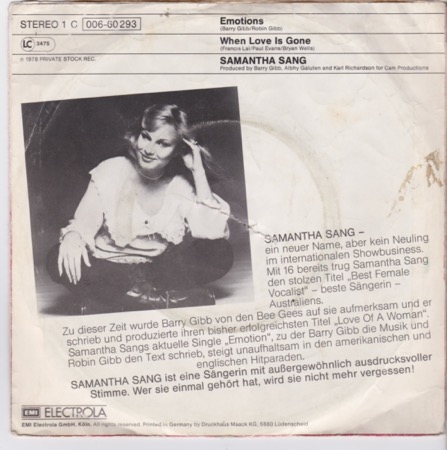 STEREO 1 C 006-60 293
LC 3475
℗ 1978 PRIVATE STOCK REC.
Emotions
(Barry Gibb/Robin Gibb)
When Love Is Gone
(Francis Lai/Paul Evans/Bryan Wells)
SAMANTHA SANG
Produced by Barry Gibb, Albhy Galuten and Karl Richardson for Cam Productions
SAMANTHA SANG –
ein neuer Name, aber kein Neuling
im internationalen Showbusiness.
Mit 16 bereits trug Samantha Sang
den stolzen Titel „Best Female
Vocalist" – beste Sängerin –
Australiens.
Zu dieser Zeit wurde Barry Gibb von den Bee Gees auf sie aufmerksam und er
schrieb und produzierte ihren bisher erfolgreichsten Titel „Love Of A Woman".
Samantha Sangs aktuelle Single „Emotion", zu der Barry Gibb die Musik und
Robin Gibb den Text schrieb, steigt unaufhaltsam in den amerikanischen und
englischen Hitparaden.
SAMANTHA SANG ist eine Sängerin mit außergewöhnlich ausdrucksvoller
Stimme. Wer sie einmal gehört hat, wird sie nicht mehr vergessen!
EMI ELECTROLA
EMI Electrola GmbH, Köln. All rights reserved. Printed in Germany by Druckhaus Maack KG, 5880 Lüdenscheid